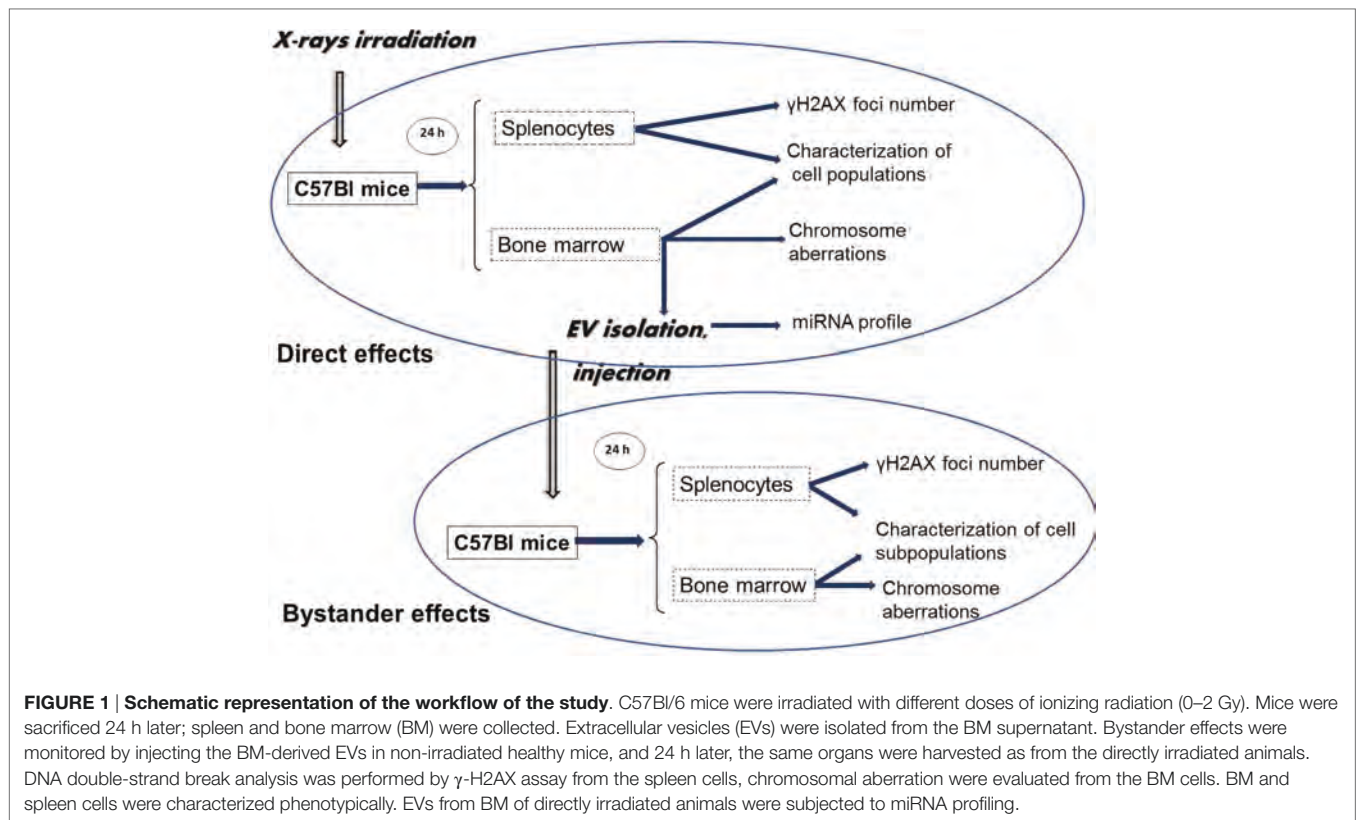 X-rays irradiation
24 h
C57Bl mice
Splenocytes
Bone marrow
γH2AX foci number
Characterization of
cell populations
Chromosome
aberrations
EV isolation,
miRNA profile
Direct effects
injection
24 h
C57Bl mice
Splenocytes
Bone marrow
γH2AX foci number
Characterization of cell
subpopulations
Chromosome
aberrations
Bystander effects
FIGURE 1 | Schematic representation of the workflow of the study. C57Bl/6 mice were irradiated with different doses of ionizing radiation (0–2 Gy). Mice were
sacrificed 24 h later; spleen and bone marrow (BM) were collected. Extracellular vesicles (EVs) were isolated from the BM supernatant. Bystander effects were
monitored by injecting the BM-derived EVs in non-irradiated healthy mice, and 24 h later, the same organs were harvested as from the directly irradiated animals.
DNA double-strand break analysis was performed by γ-H2AX assay from the spleen cells, chromosomal aberration were evaluated from the BM cells. BM and
spleen cells were characterized phenotypically. EVs from BM of directly irradiated animals were subjected to miRNA profiling.